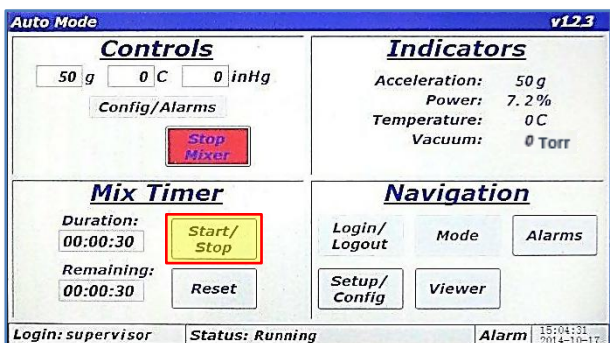 Auto Mode v1.2.3
Controls
50 g 0 C 0 inHg
Config/Alarms
Stop
Mixer
Indicators
Acceleration: 50 g
Power: 7.2%
Temperature: 0 C
Vacuum: 0 Torr
Mix Timer
Duration:
00:00:30
Start/
Stop
Remaining:
00:00:30
Reset
Navigation
Login/
Logout
Mode
Alarms
Setup/
Config
Viewer
Login: supervisor
Status: Running
Alarm
15:04:31
2014-10-17